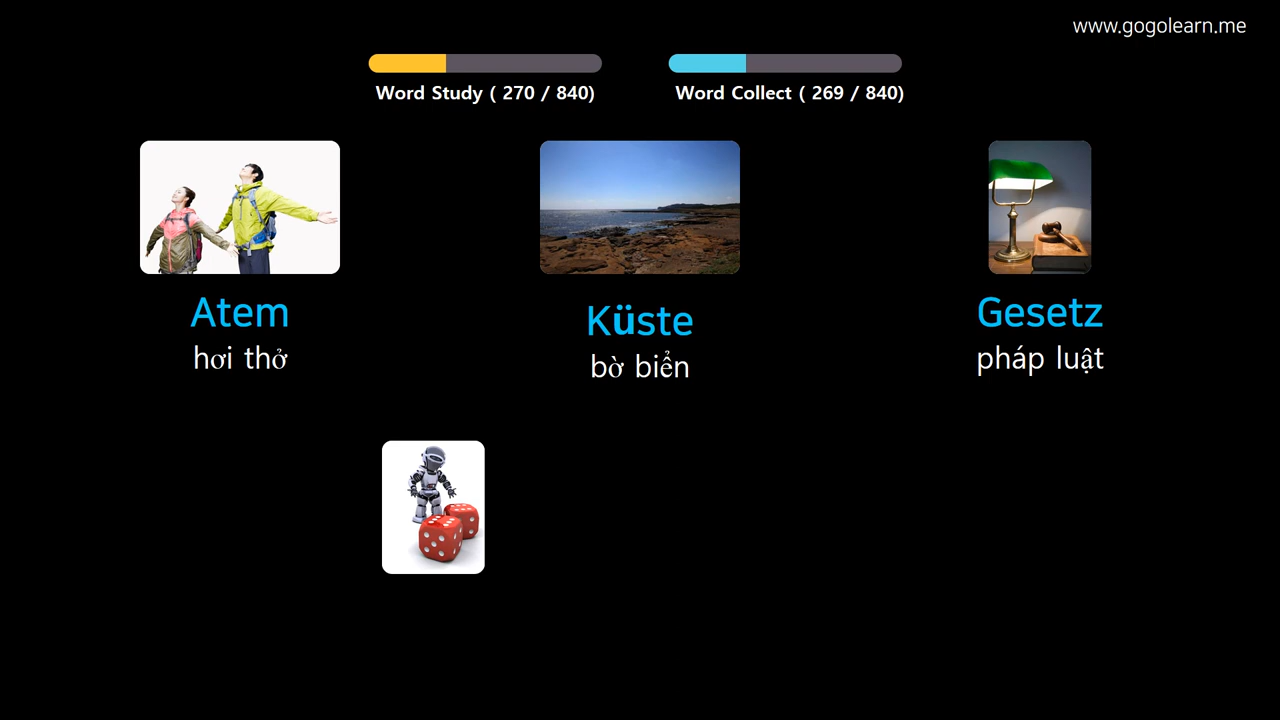 www.gogolearn.me
Word Study ( 270 / 840)
Word Collect ( 269 / 840)
Atem
hơi thở
Küste
bờ biển
Gesetz
pháp luật